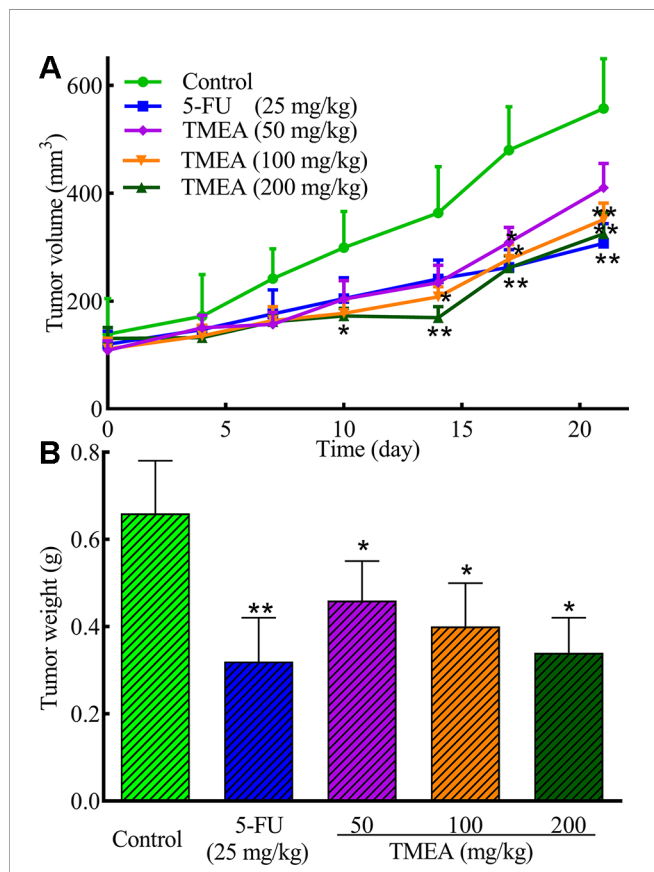 A
Control
5-FU (25 mg/kg)
TMEA (50 mg/kg)
TMEA (100 mg/kg)
TMEA (200 mg/kg)
Tumor volume (mm³)
600
400
200
0
**
*
**
*
*
*
**
**
**
0 5 10 15 20
Time (day)
B
Tumor weight (g)
0.8
0.6
0.4
0.2
0.0
**
*
*
*
Control
5-FU
(25 mg/kg)
50 100 200
TMEA (mg/kg)